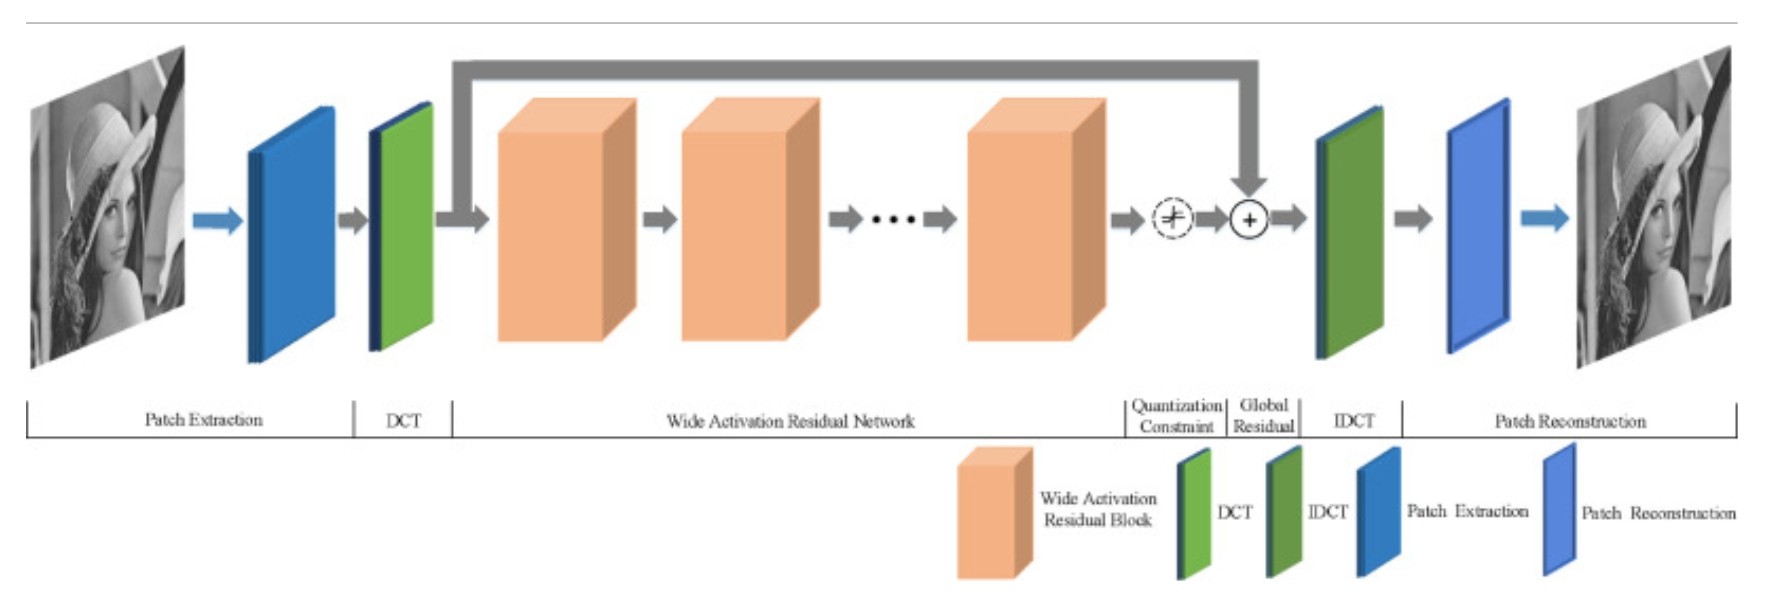 Patch Extraction
DCT
Wide Activation Residual Network
Quantization
Constraint
Global
Residual
IDCT
Patch Reconstruction
Wide Activation
Residual Block
DCT
IDCT
Patch Extraction
Patch Reconstruction